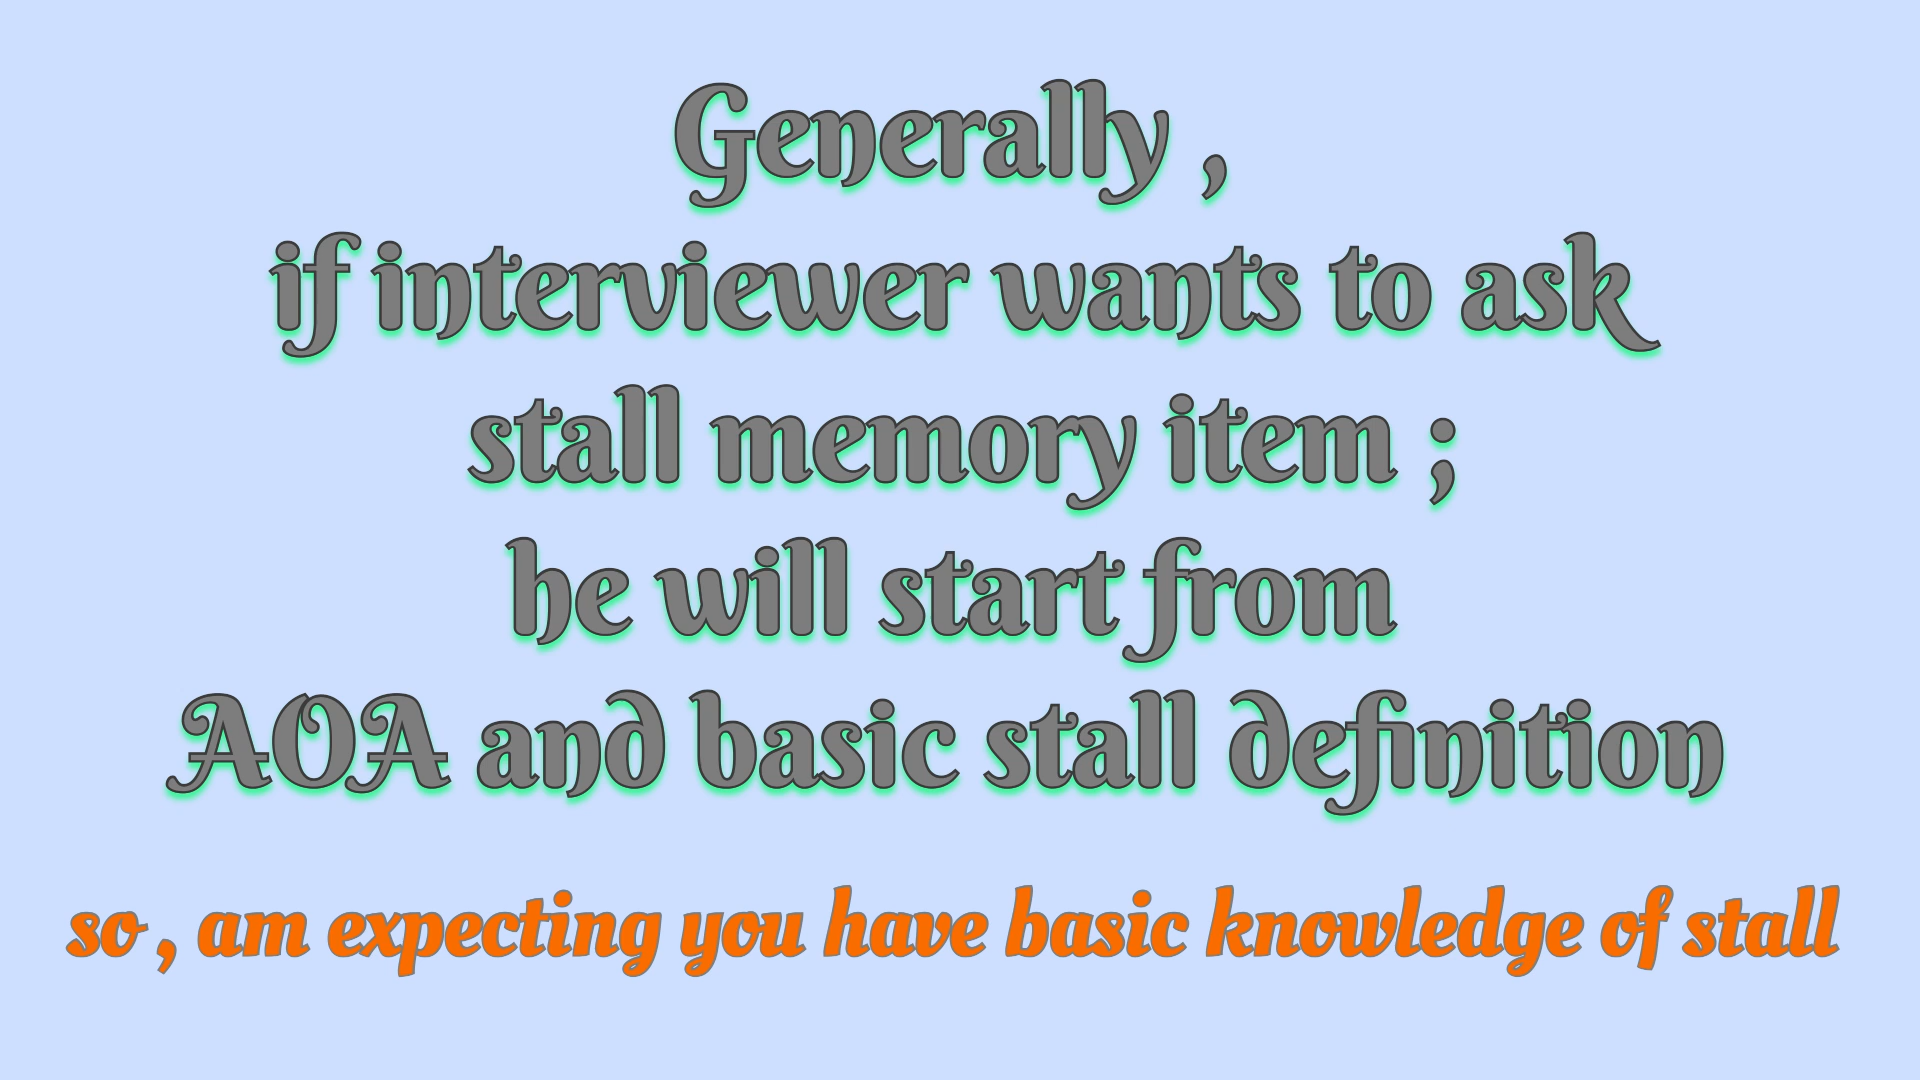 Generally ,
if interviewer wants to ask
stall memory item ;
he will start from
AOA and basic stall definition
so , am expecting you have basic knowledge of stall